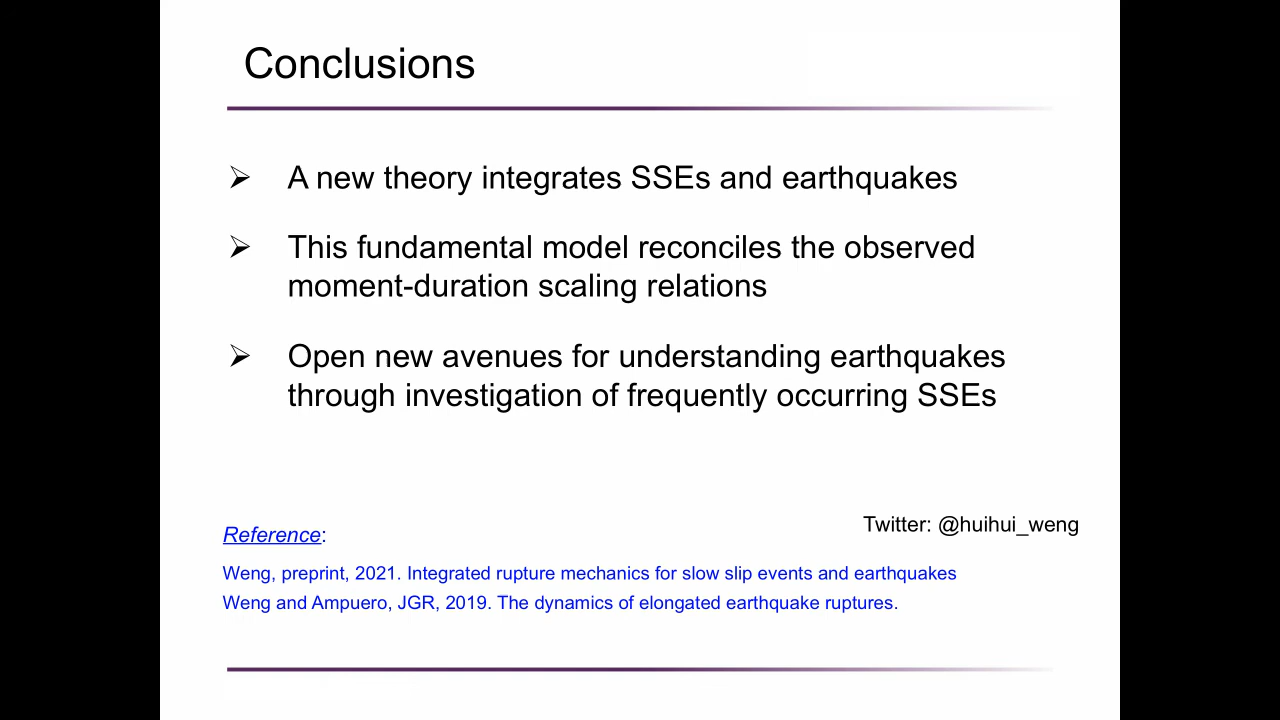 Conclusions
➢ A new theory integrates SSEs and earthquakes
➢ This fundamental model reconciles the observed
moment-duration scaling relations
➢ Open new avenues for understanding earthquakes
through investigation of frequently occurring SSEs
Twitter: @huihui_weng
Reference:
Weng, preprint, 2021. Integrated rupture mechanics for slow slip events and earthquakes
Weng and Ampuero, JGR, 2019. The dynamics of elongated earthquake ruptures.